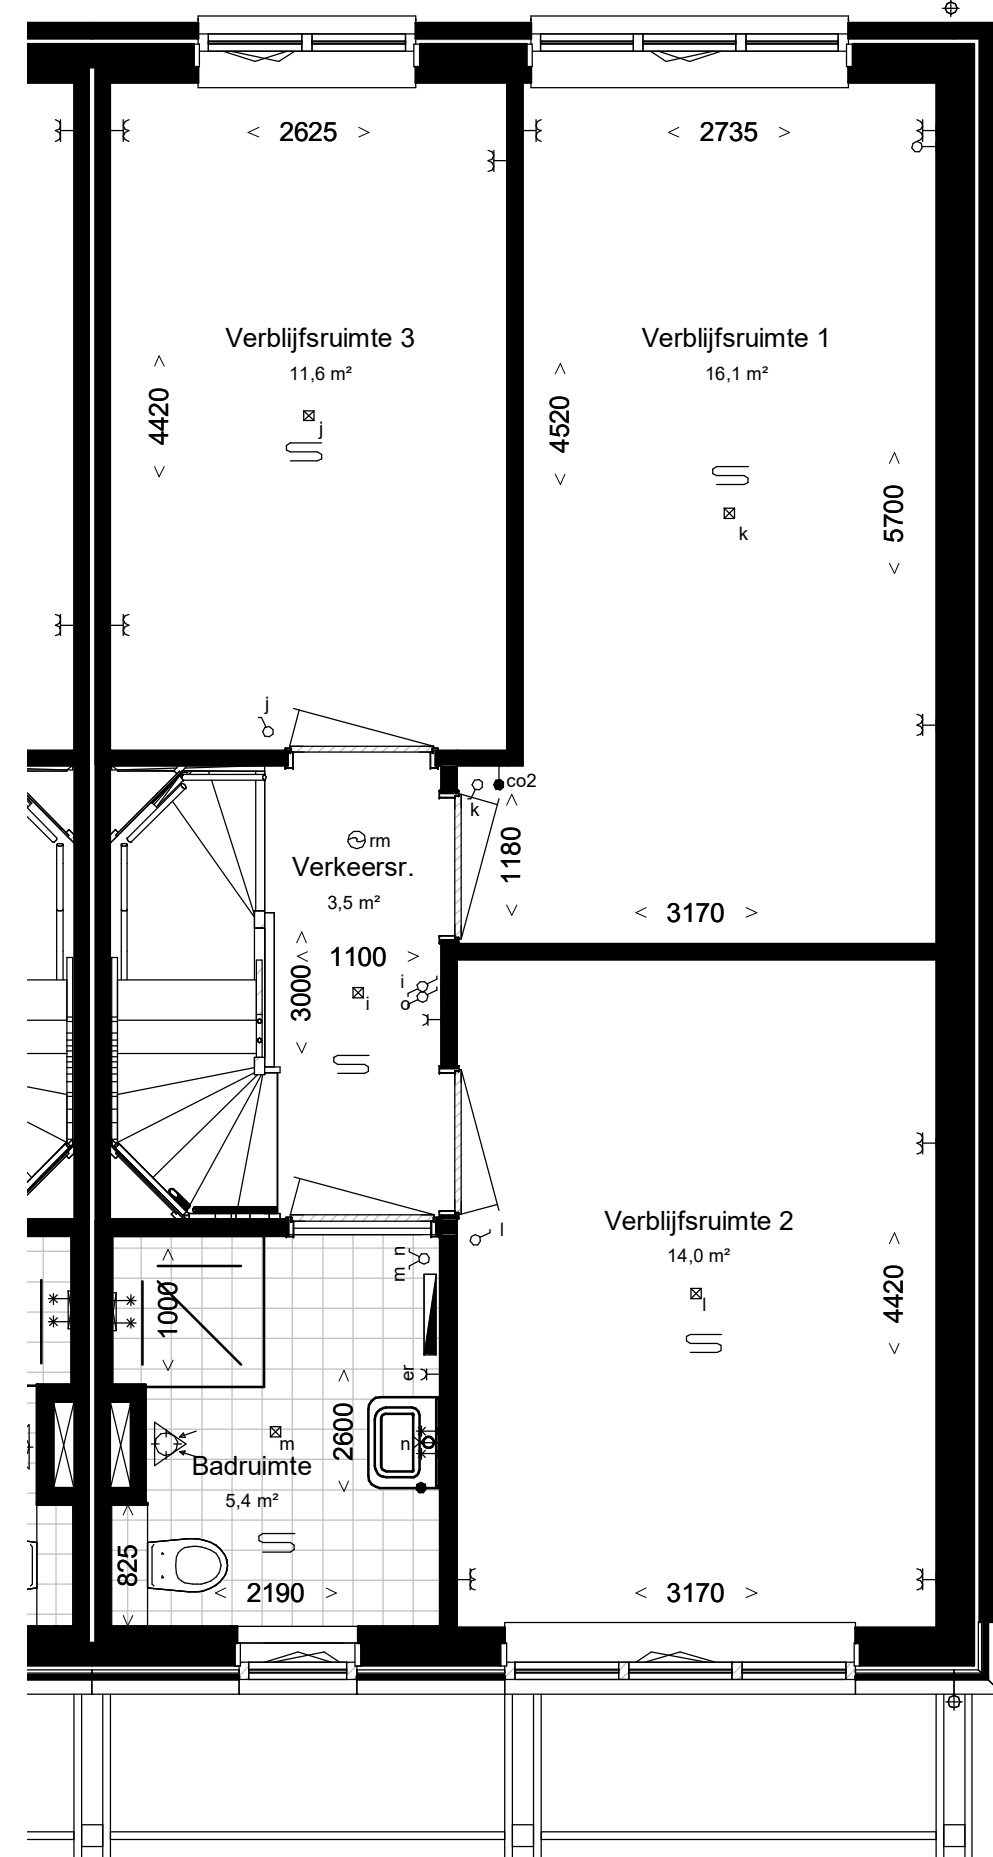 < 2625 >
< 2735 >
Verblijfsruimte 3
11,6 m²
j
Verblijfsruimte 1
16,1 m²
k
< 4420 >
< 4520 >
< 5700 >
j
co2
k
rm
Verkeersr.
3,5 m²
< 1180 >
< 3170 >
< 1100 >
< 3000 >
i
i
o
l
Verblijfsruimte 2
14,0 m²
l
< 4420 >
n
m
< 1000 >
er
< 2600 >
m
n
Badruimte
5,4 m²
< 825 >
< 2190 >
< 3170 >